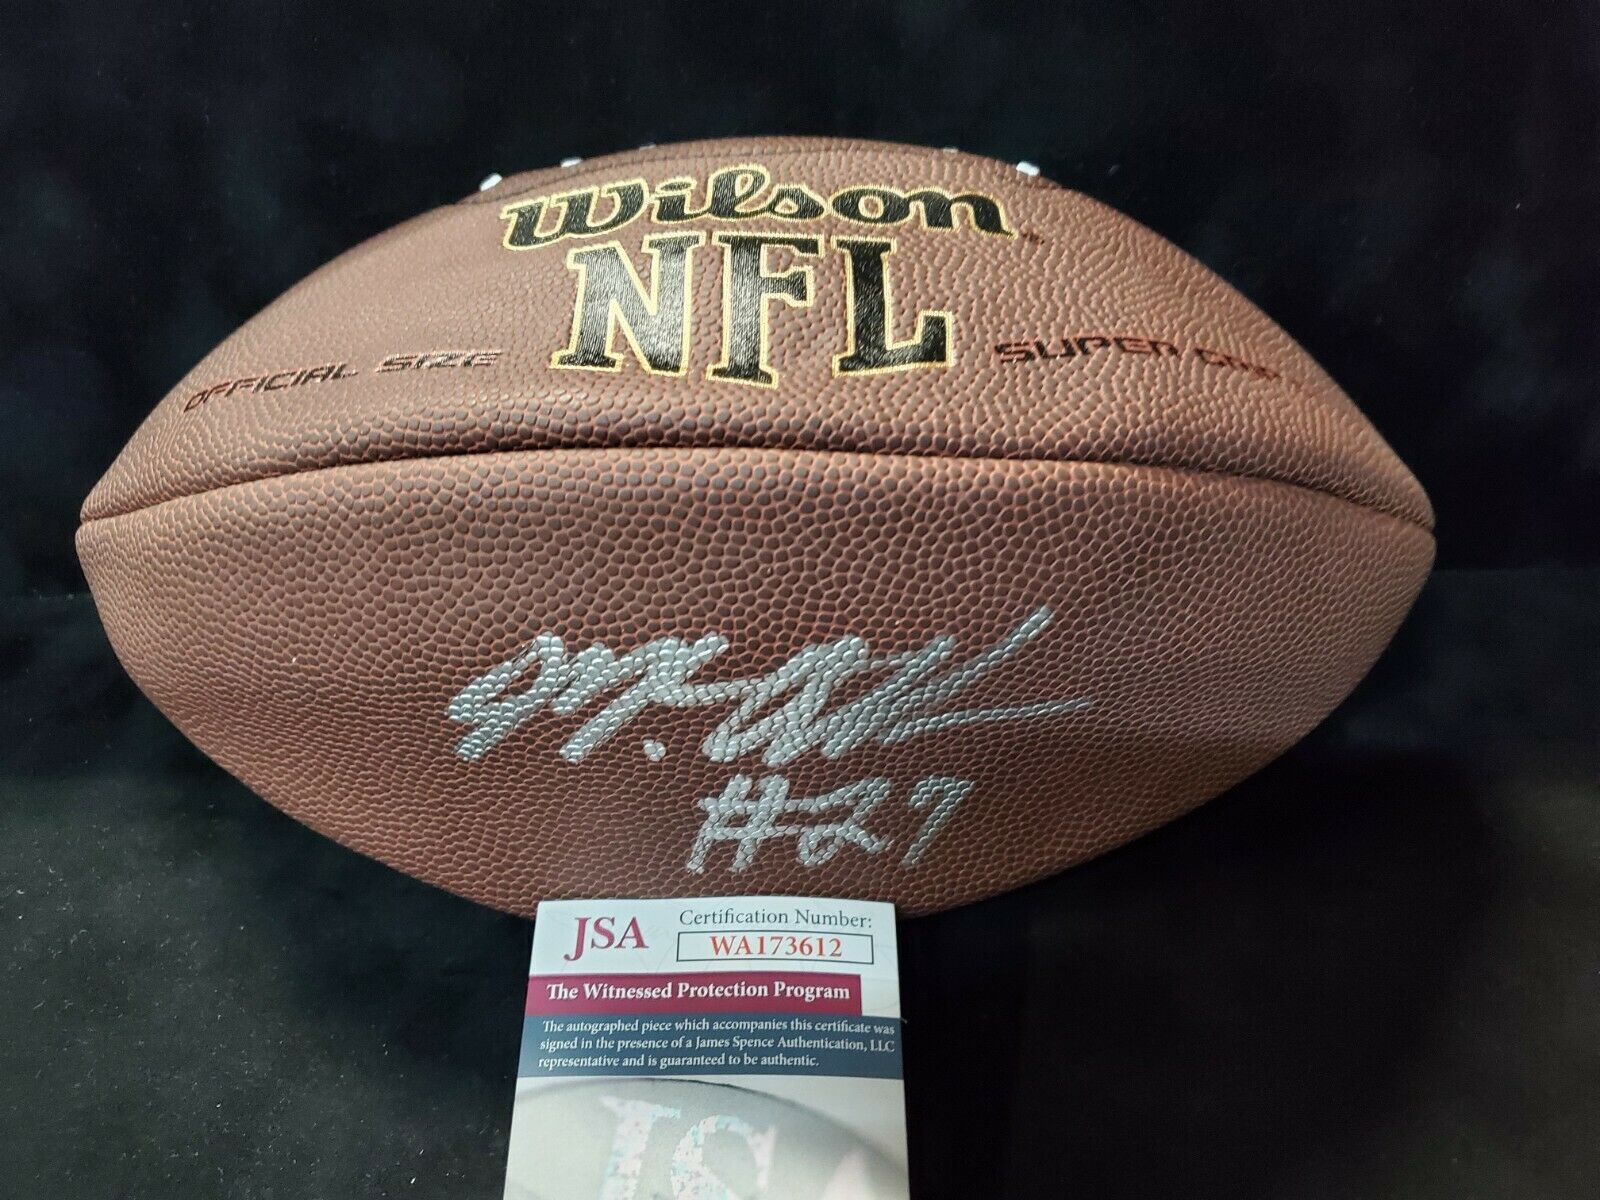 Wilson
NFL
OFFICIAL SIZE
SUPER GRIP
#27
JSA
Certification Number:
WA173612
The Witnessed Protection Program
The autographed piece which accompanies this certificate was
signed in the presence of a James Spence Authentication, LLC
representative and is guaranteed to be authentic.
JSA